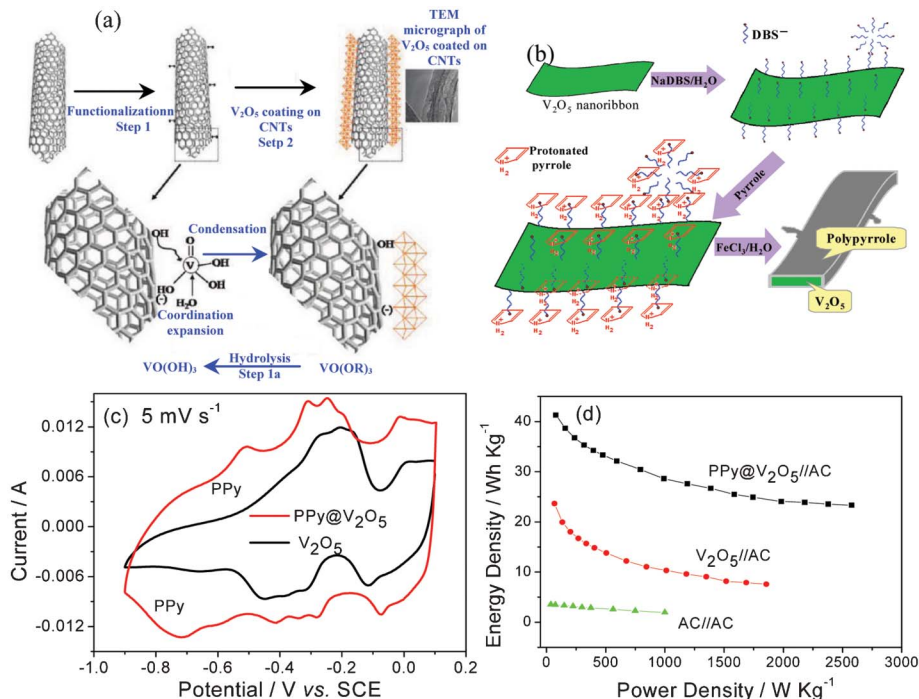 (a)
TEM
micrograph
of
V₂O₅ coated on
CNTs
Functionalizationn
Step 1
V₂O₅ coating on
CNTs
Setp 2
OH
Condensation
O
V
OH
OH
HO
(-)
H₂O
Coordination
expansion
OH
(-)
VO(OH)₃
Hydrolysis
Step 1a
VO(OR)₃
(b)
DBS⁻
NaDBS/H₂O
V₂O₅ nanoribbon
Protonated
pyrrole
Pyrrole
FeCl₃/H₂O
Polypyrrole
V₂O₅
(c) 5 mV s⁻¹
Current / A
0.012
0.006
0.000
-0.006
-0.012
PPy
PPy@V₂O₅
V₂O₅
PPy
-1.0 -0.8 -0.6 -0.4 -0.2 0.0 0.2
Potential / V vs. SCE
(d)
Energy Density / Wh Kg⁻¹
40
30
20
10
0
PPy@V₂O₅//AC
V₂O₅//AC
AC//AC
0 500 1000 1500 2000 2500 3000
Power Density / W Kg⁻¹